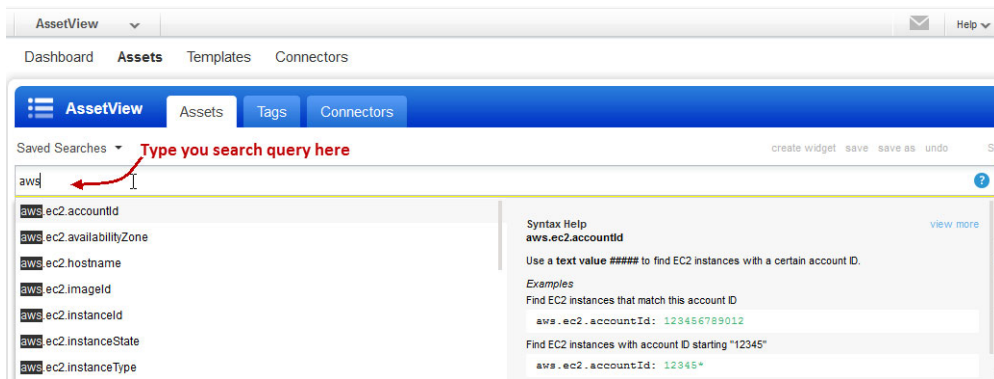 AssetView
Help
Dashboard Assets Templates Connectors
AssetView Assets Tags Connectors
Saved Searches Type you search query here create widget save save as undo S
aws ?
aws.ec2.accountId
aws.ec2.availabilityZone
aws.ec2.hostname
aws.ec2.imageId
aws.ec2.instanceId
aws.ec2.instanceState
aws.ec2.instanceType
Syntax Help view more
aws.ec2.accountId
Use a text value ##### to find EC2 instances with a certain account ID.
Examples
Find EC2 instances that match this account ID
aws.ec2.accountId: 123456789012
Find EC2 instances with account ID starting "12345"
aws.ec2.accountId: 12345*